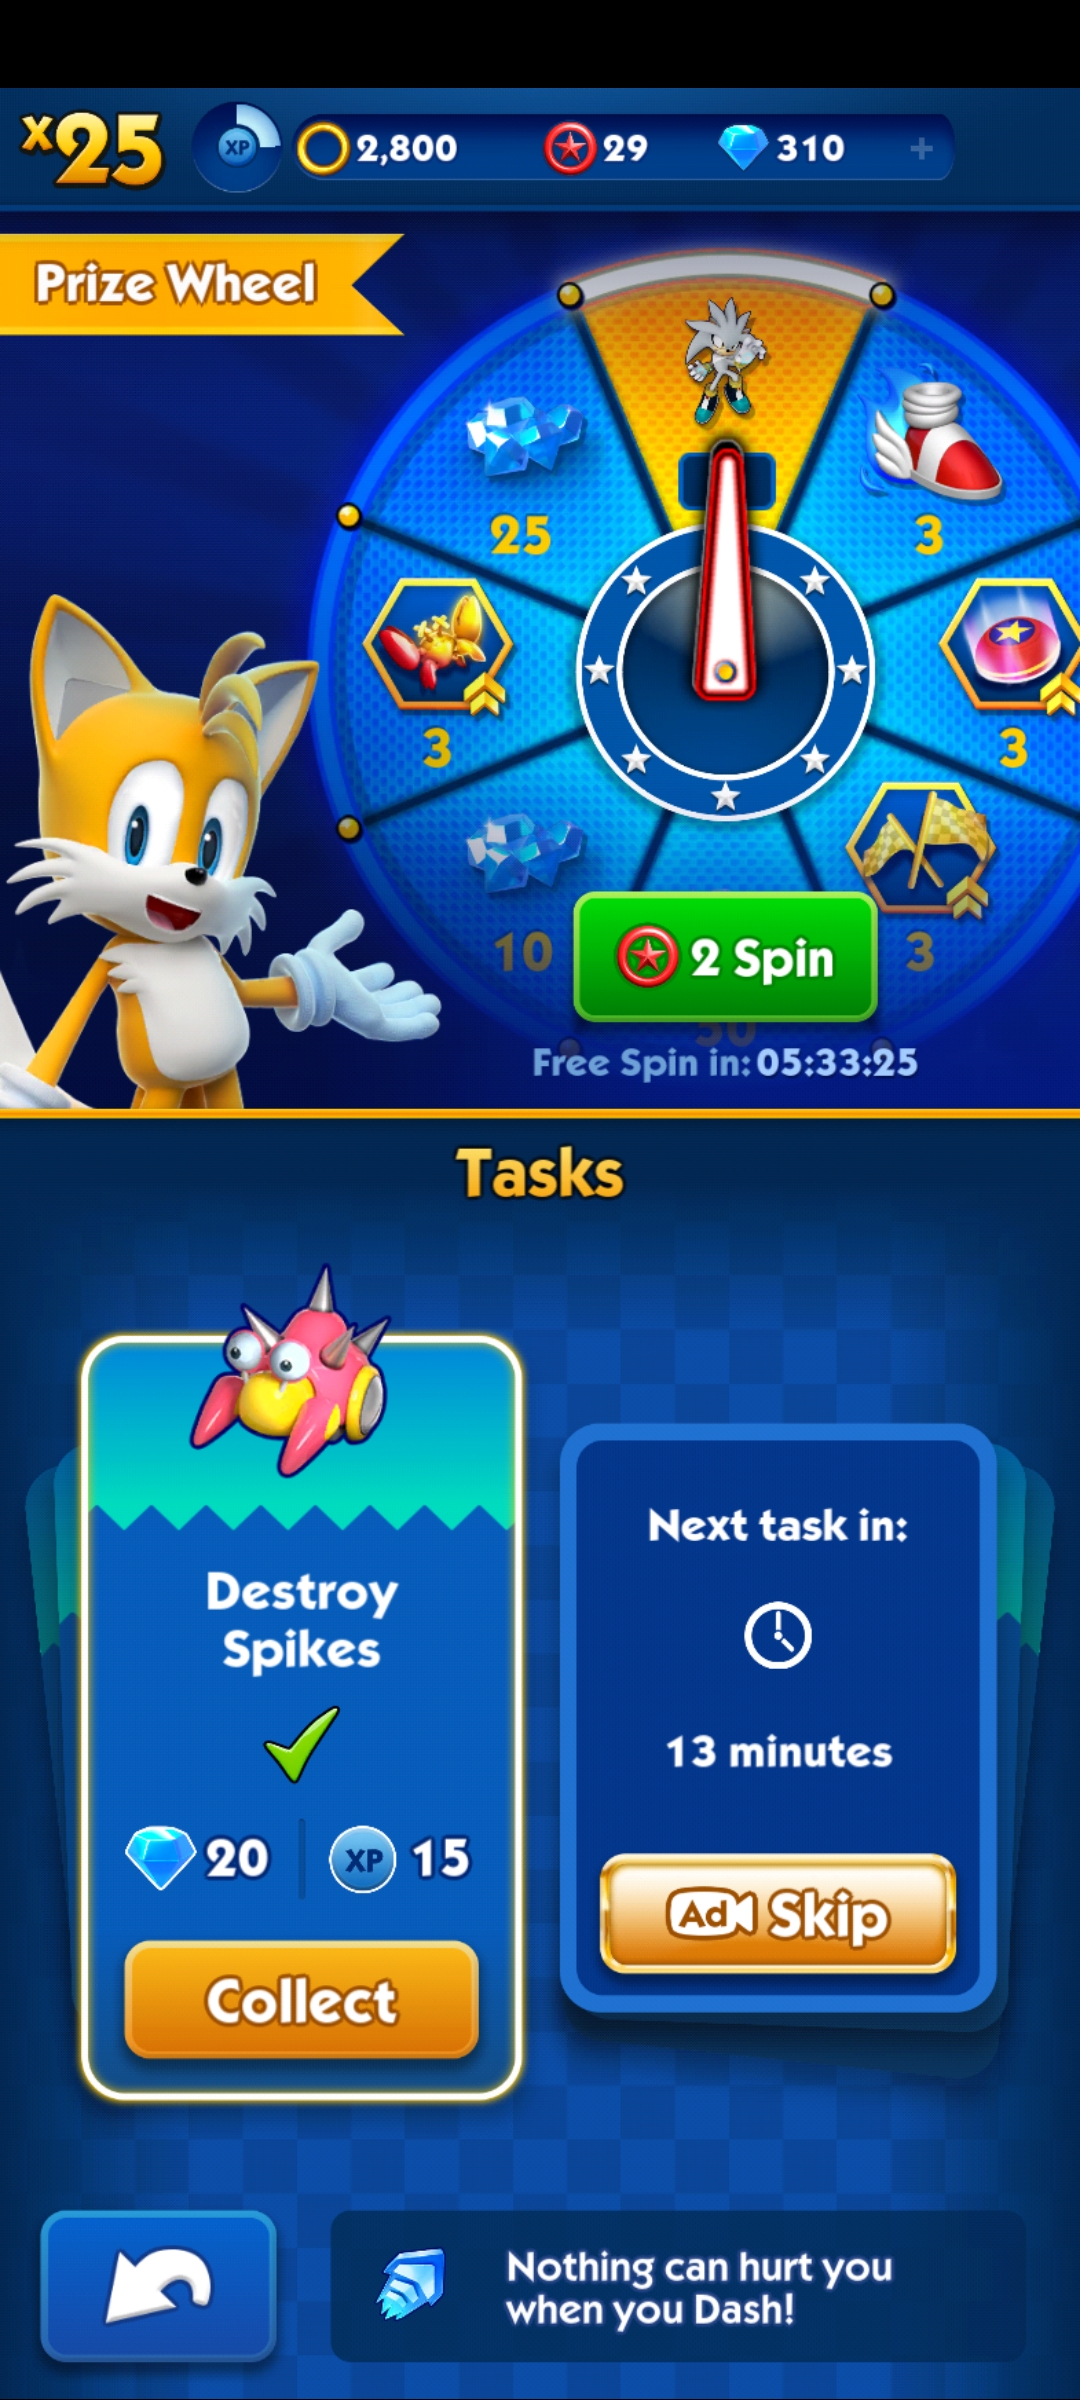 x25
XP
2,800
29
310
+
Prize Wheel
25
3
3
3
10
2 Spin
3
30
Free Spin in: 05:33:25
Tasks
Destroy
Spikes
20
XP
15
Collect
Next task in:
13 minutes
Ad Skip
Nothing can hurt you
when you Dash!